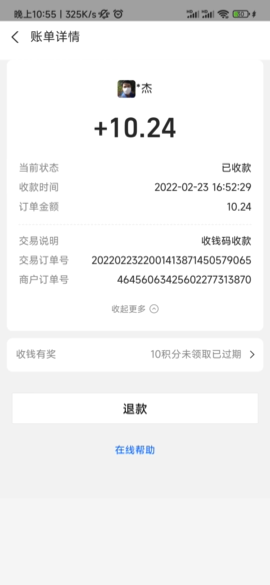 晚上10:55 | 325K/s
账单详情
*杰
+10.24
当前状态 已收款
收款时间 2022-02-23 16:52:29
订单金额 10.24
交易说明 收钱码收款
交易订单号 2022022322001413871450579065
商户订单号 46456063425602277313870
收起更多
收钱有奖 10积分未领取已过期
退款
在线帮助